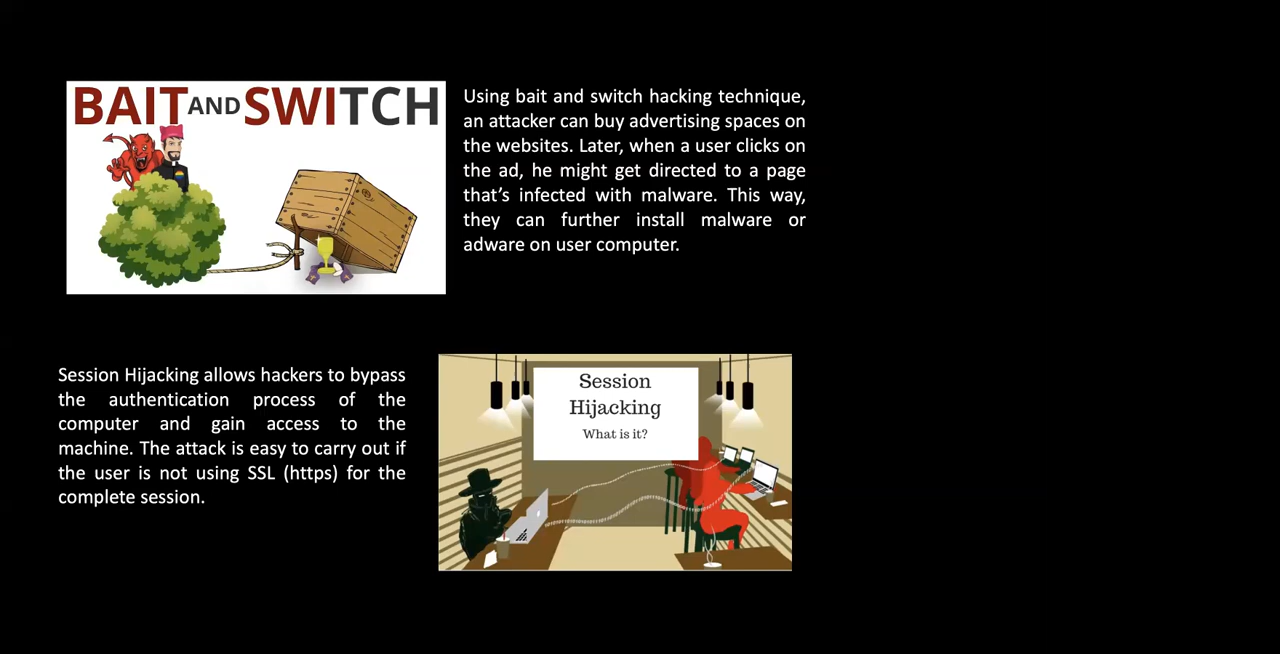 BAIT AND SWITCH
Using bait and switch hacking technique,
an attacker can buy advertising spaces on
the websites. Later, when a user clicks on
the ad, he might get directed to a page
that’s infected with malware. This way,
they can further install malware or
adware on user computer.
Session Hijacking allows hackers to bypass
the authentication process of the
computer and gain access to the
machine. The attack is easy to carry out if
the user is not using SSL (https) for the
complete session.
Session
Hijacking
What is it?